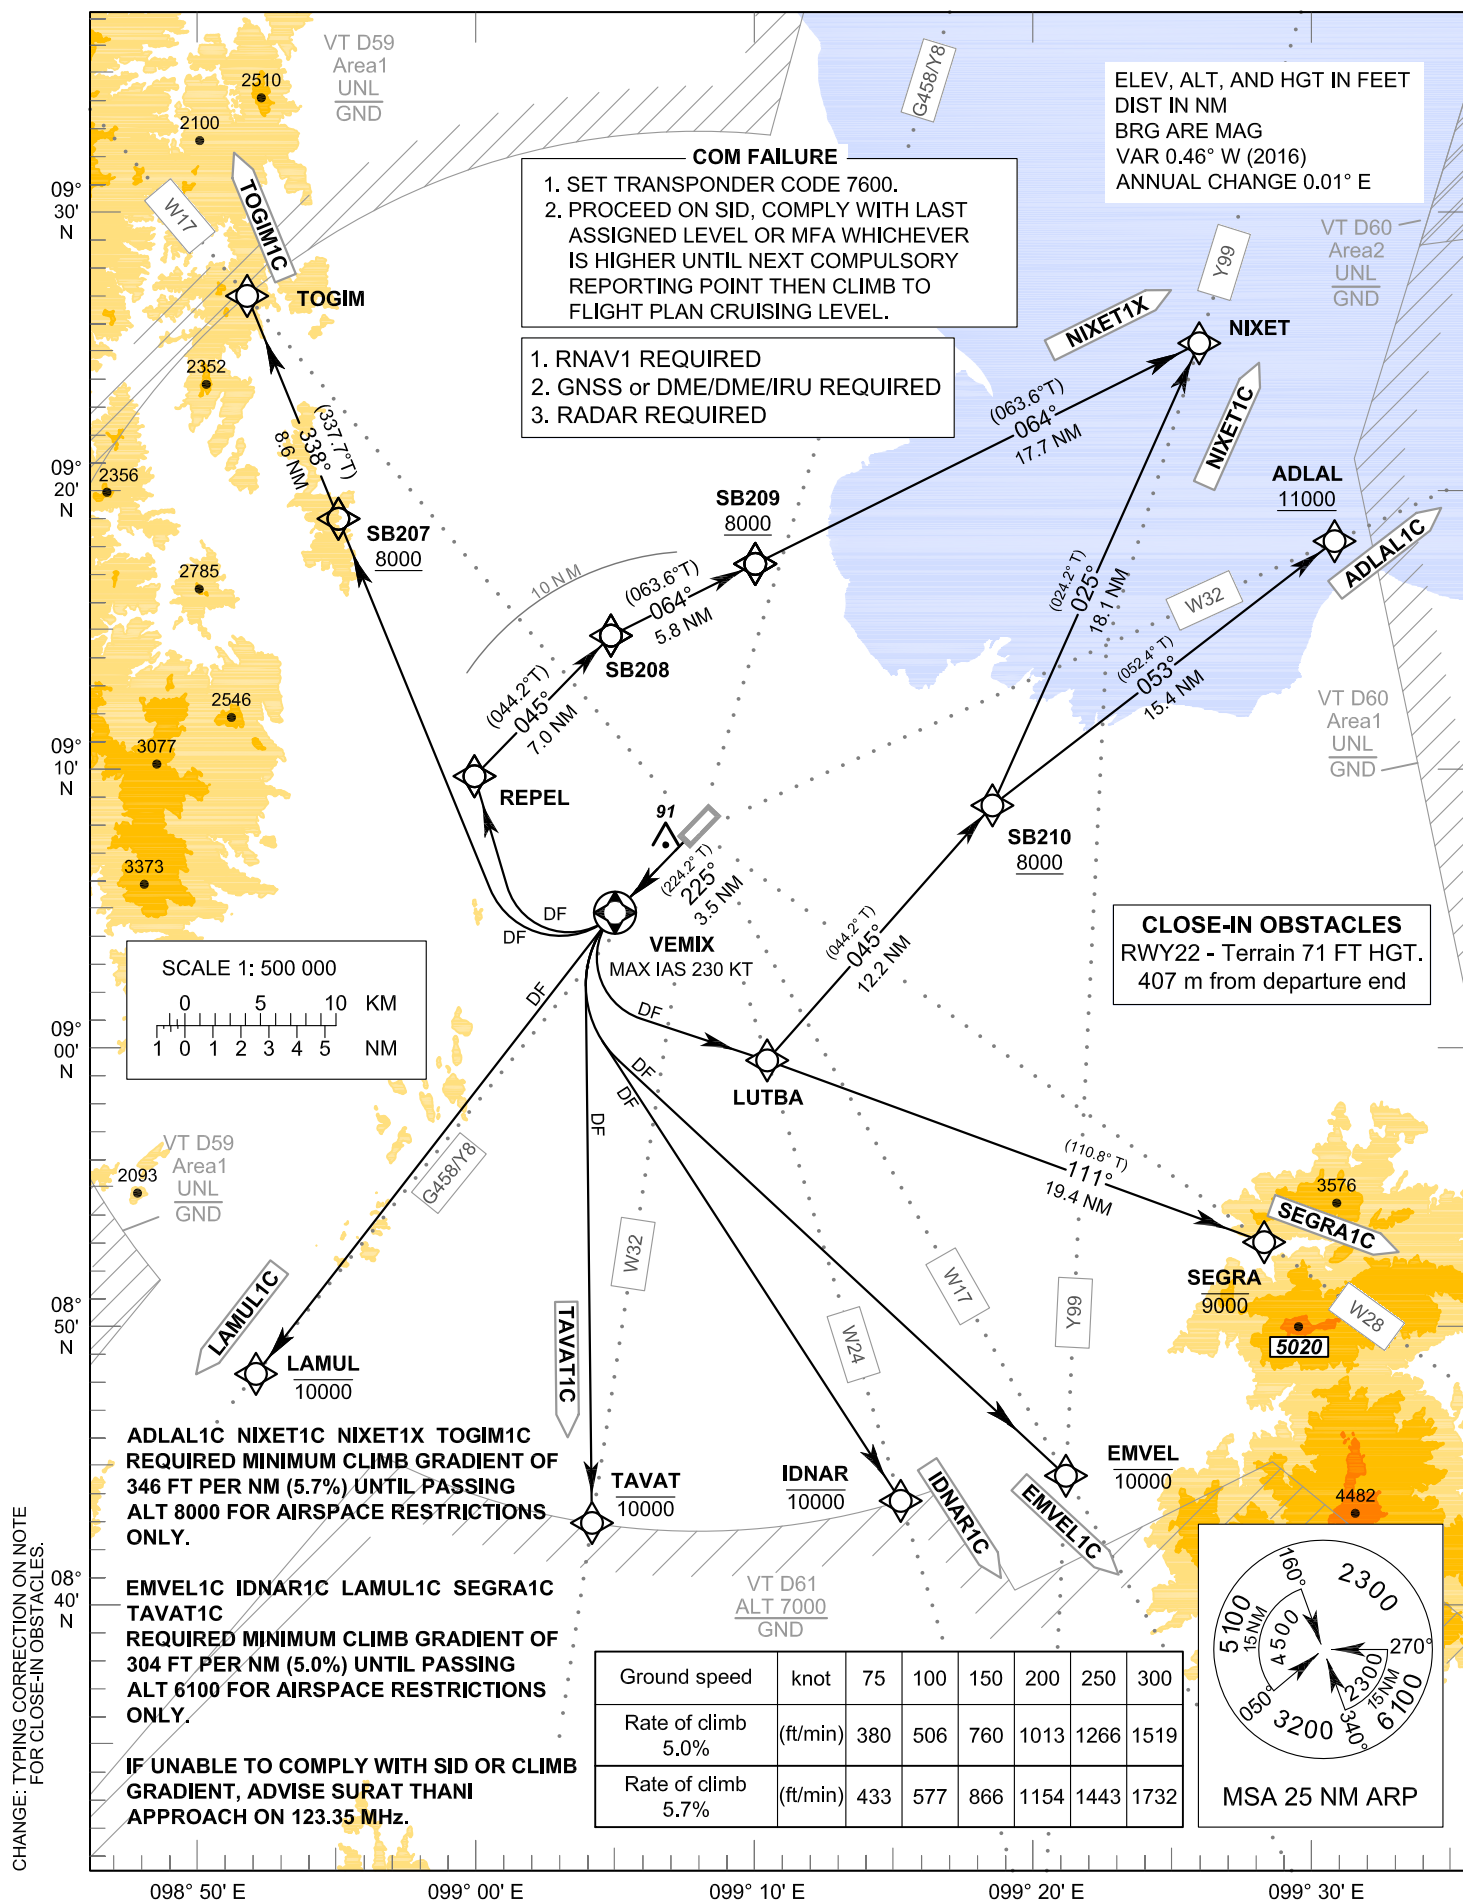 VT D59
Area1
UNL
GND
2510
2100
G458/Y8
ELEV, ALT, AND HGT IN FEET
DIST IN NM
BRG ARE MAG
VAR 0.46° W (2016)
ANNUAL CHANGE 0.01° E
COM FAILURE
1. SET TRANSPONDER CODE 7600.
2. PROCEED ON SID, COMPLY WITH LAST
ASSIGNED LEVEL OR MFA WHICHEVER
IS HIGHER UNTIL NEXT COMPULSORY
REPORTING POINT THEN CLIMB TO
FLIGHT PLAN CRUISING LEVEL.
09°
30'
N
W17
TOGIM1C
TOGIM
VT D60
Area2
UNL
GND
Y99
NIXET1X
NIXET
1. RNAV1 REQUIRED
2. GNSS or DME/DME/IRU REQUIRED
3. RADAR REQUIRED
2352
(337.7°T)
338°
8.6 NM
(063.6°T)
064°
17.7 NM
NIXET1C
09°
20'
N
2356
ADLAL
11000
SB209
8000
SB207
8000
ADLAL1C
10 NM
2785
(063.6°T)
064°
5.8 NM
(024.2° T)
025°
18.1 NM
W32
SB208
(044.2°T)
045°
7.0 NM
(052.4° T)
053°
15.4 NM
2546
VT D60
Area1
UNL
GND
09°
10'
N
3077
REPEL
91
SB210
8000
3373
(224.2° T)
225°
3.5 NM
DF
DF
VEMIX
MAX IAS 230 KT
(044.2° T)
045°
12.2 NM
CLOSE-IN OBSTACLES
RWY22 - Terrain 71 FT HGT.
407 m from departure end
SCALE 1: 500 000
0 5 10 KM
1 0 1 2 3 4 5 NM
DF
DF
09°
00'
N
DF
DF
DF
LUTBA
VT D59
Area1
UNL
GND
2093
G458/Y8
(110.8° T)
111°
19.4 NM
3576
SEGRA1C
SEGRA
9000
W32
W17
Y99
W24
W28
5020
08°
50'
N
LAMUL1C
TAVAT1C
LAMUL
10000
ADLAL1C NIXET1C NIXET1X TOGIM1C
REQUIRED MINIMUM CLIMB GRADIENT OF
346 FT PER NM (5.7%) UNTIL PASSING
ALT 8000 FOR AIRSPACE RESTRICTIONS
ONLY.
TAVAT
10000
IDNAR
10000
IDNAR1C
EMVEL
10000
EMVEL1C
4482
08°
40'
N
EMVEL1C IDNAR1C LAMUL1C SEGRA1C
TAVAT1C
REQUIRED MINIMUM CLIMB GRADIENT OF
304 FT PER NM (5.0%) UNTIL PASSING
ALT 6100 FOR AIRSPACE RESTRICTIONS
ONLY.
VT D61
ALT 7000
GND
IF UNABLE TO COMPLY WITH SID OR CLIMB
GRADIENT, ADVISE SURAT THANI
APPROACH ON 123.35 MHz.
Ground speed knot 75 100 150 200 250 300
Rate of climb 5.0% (ft/min) 380 506 760 1013 1266 1519
Rate of climb 5.7% (ft/min) 433 577 866 1154 1443 1732
160°
2300
5100
15NM
4500
270°
2300
15NM
6100
050°
3200
340°
MSA 25 NM ARP
CHANGE: TYPING CORRECTION ON NOTE
FOR CLOSE-IN OBSTACLES.
098° 50' E
099° 00' E
099° 10' E
099° 20' E
099° 30' E